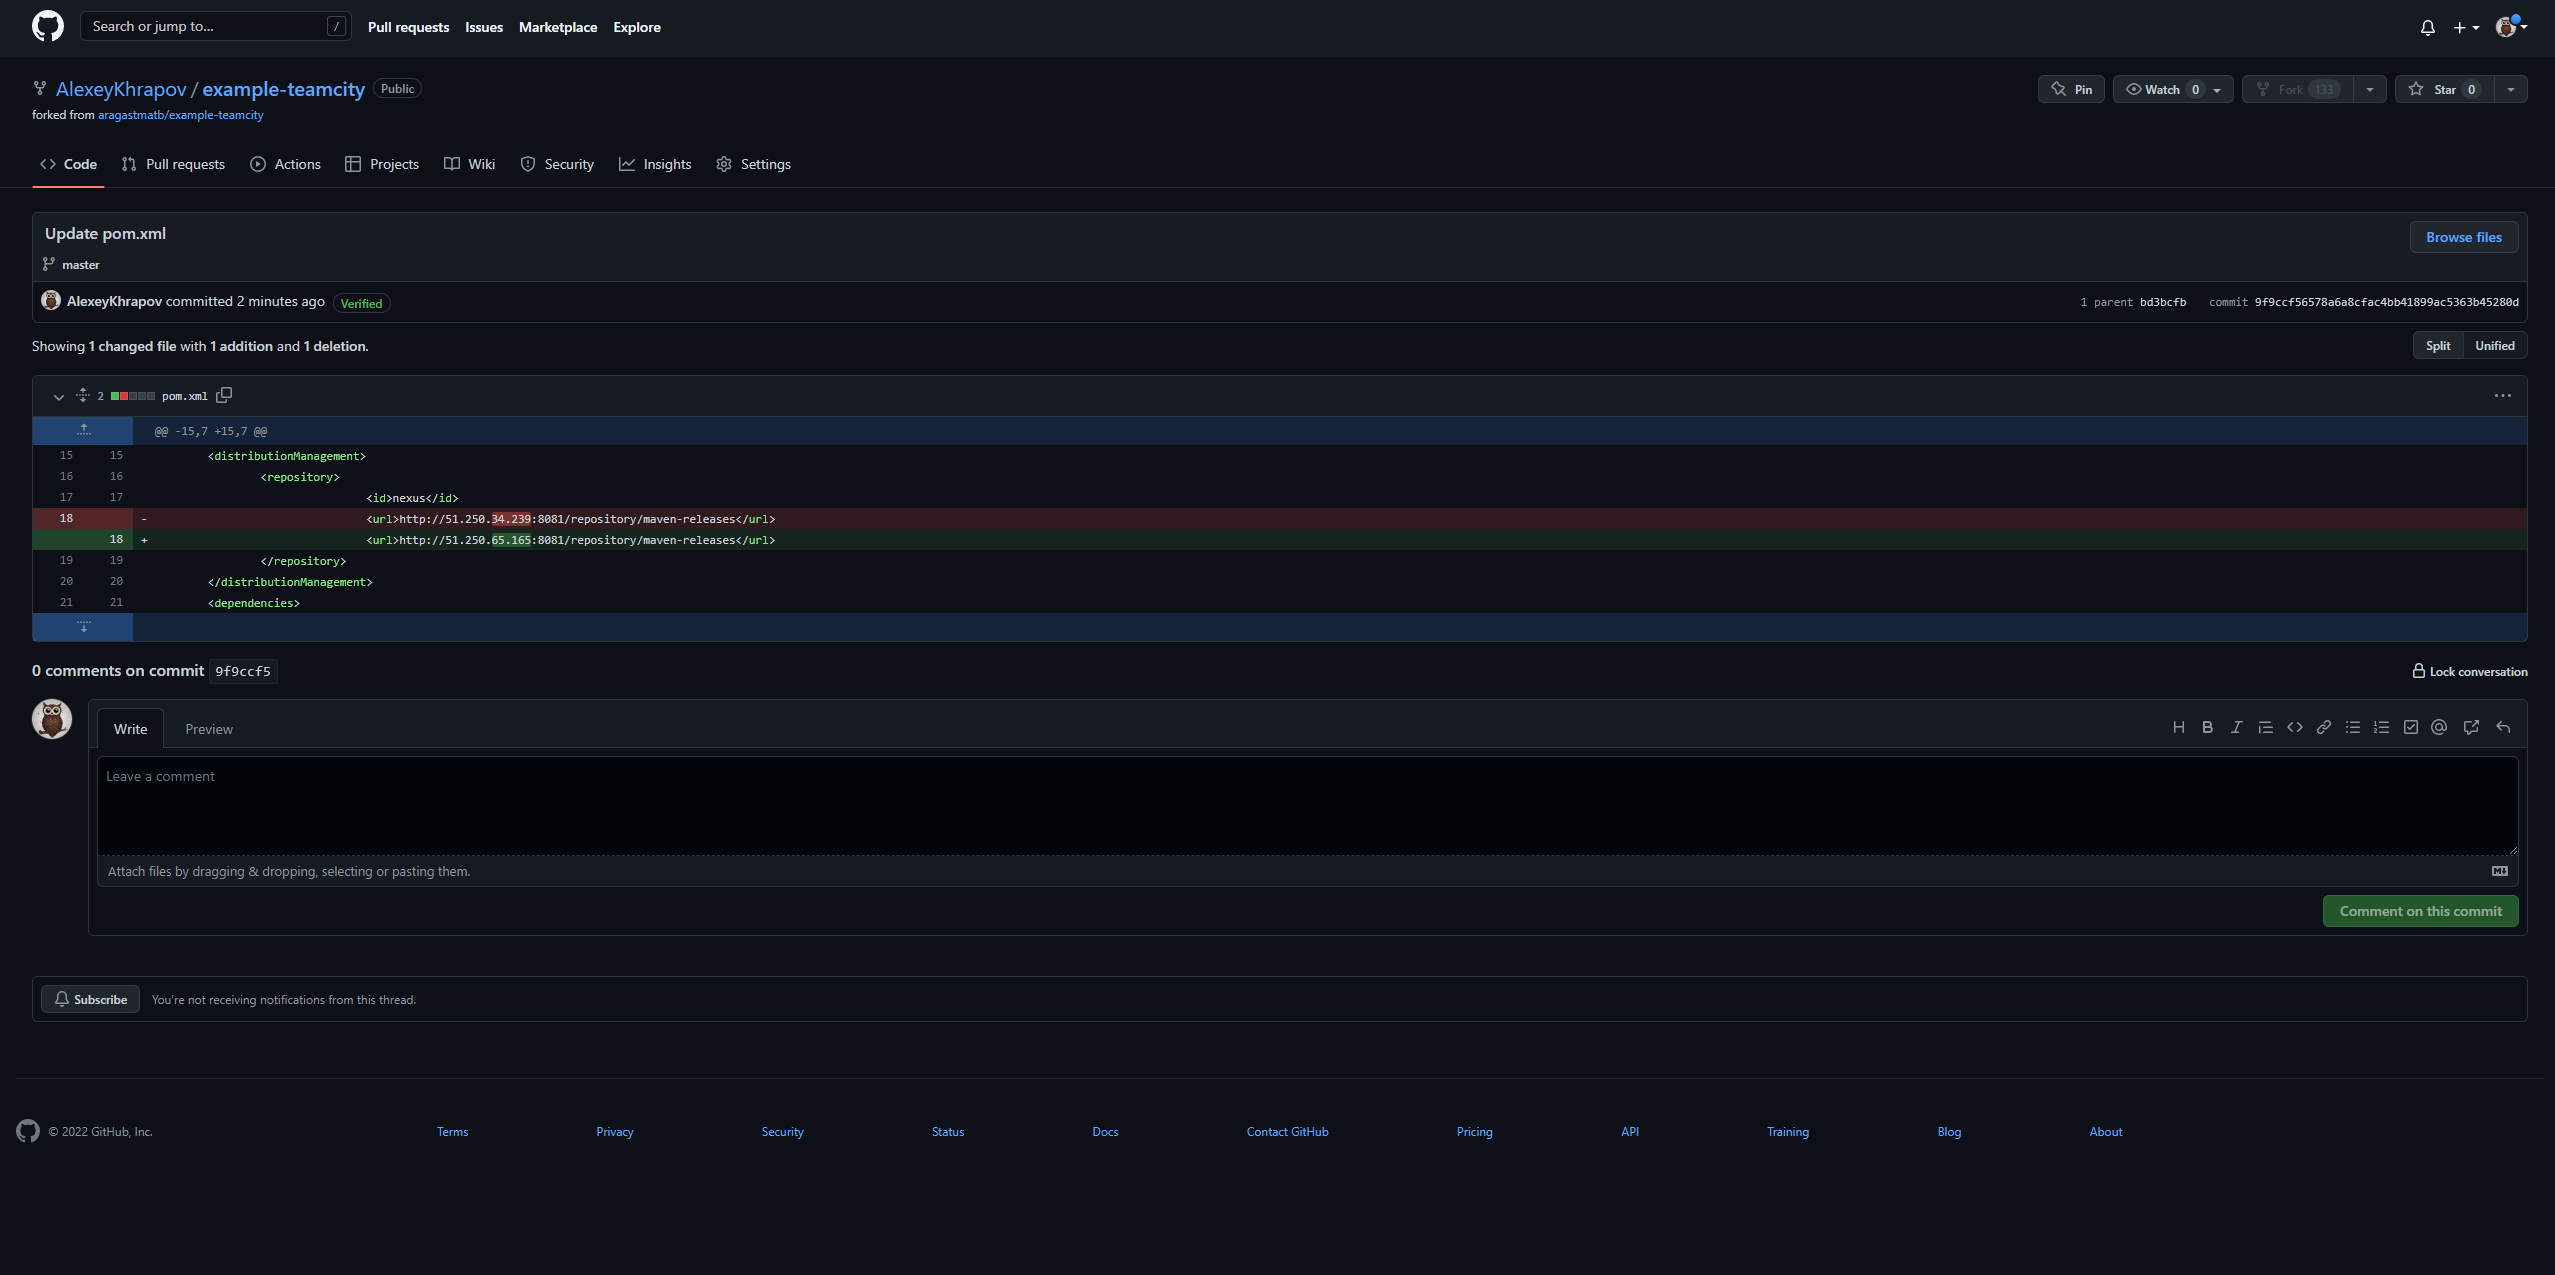 Search or jump to...
/
Pull requests
Issues
Marketplace
Explore
AlexeyKhrapov / example-teamcity Public
forked from aragastmatb/example-teamcity
Pin
Watch 0
Fork 133
Star 0
Code
Pull requests
Actions
Projects
Wiki
Security
Insights
Settings
Update pom.xml
master
Browse files
AlexeyKhrapov committed 2 minutes ago Verified
1 parent bd3bcfb commit 9f9ccf56578a6a8cfac4bb41899ac5363b45280d
Showing 1 changed file with 1 addition and 1 deletion.
Split Unified
2 pom.xml
@@ -15,7 +15,7 @@
15 15 <distributionManagement>
16 16 <repository>
17 17 <id>nexus</id>
18 - <url>http://51.250.34.239:8081/repository/maven-releases</url>
18 + <url>http://51.250.65.165:8081/repository/maven-releases</url>
19 19 </repository>
20 20 </distributionManagement>
21 21 <dependencies>
0 comments on commit 9f9ccf5
Lock conversation
Write
Preview
Leave a comment
Attach files by dragging & dropping, selecting or pasting them.
Comment on this commit
Subscribe You're not receiving notifications from this thread.
© 2022 GitHub, Inc.
Terms
Privacy
Security
Status
Docs
Contact GitHub
Pricing
API
Training
Blog
About